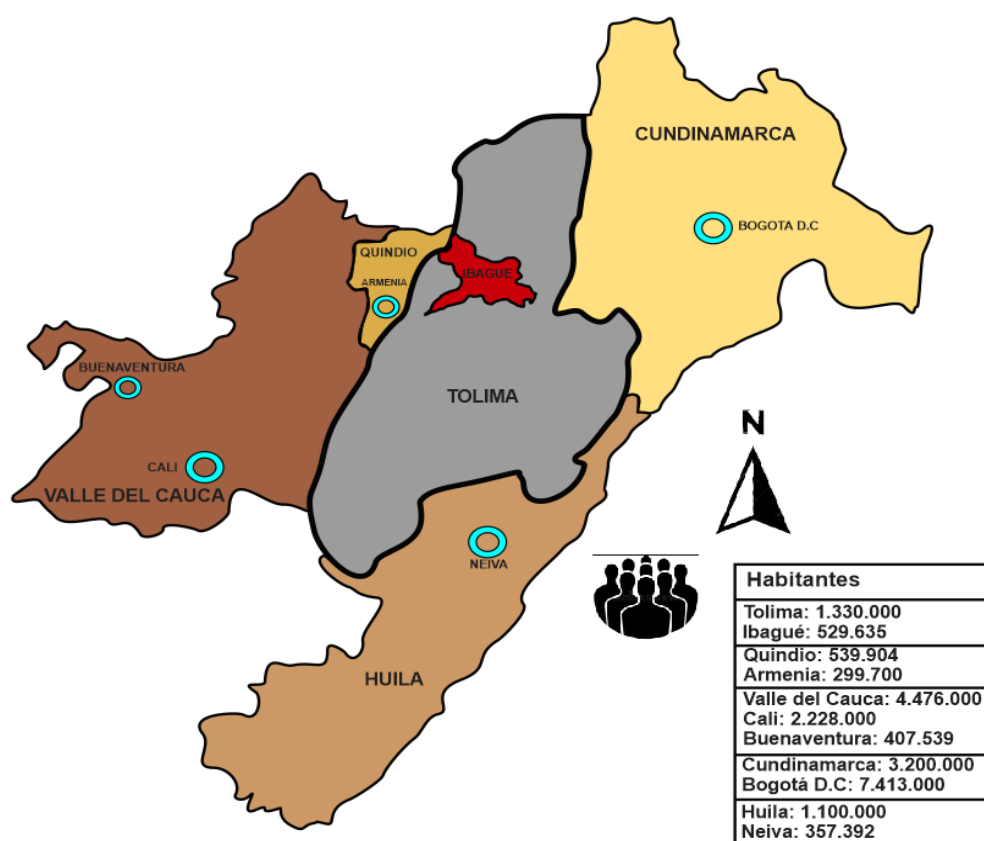 CUNDINAMARCA
BOGOTA D.C
QUINDIO
IBAGUE
ARMENIA
BUENAVENTURA
TOLIMA
N
CALI
VALLE DEL CAUCA
NEIVA
HUILA
Habitantes
Tolima: 1.330.000
Ibagué: 529.635
Quindio: 539.904
Armenia: 299.700
Valle del Cauca: 4.476.000
Cali: 2.228.000
Buenaventura: 407.539
Cundinamarca: 3.200.000
Bogotá D.C: 7.413.000
Huila: 1.100.000
Neiva: 357.392